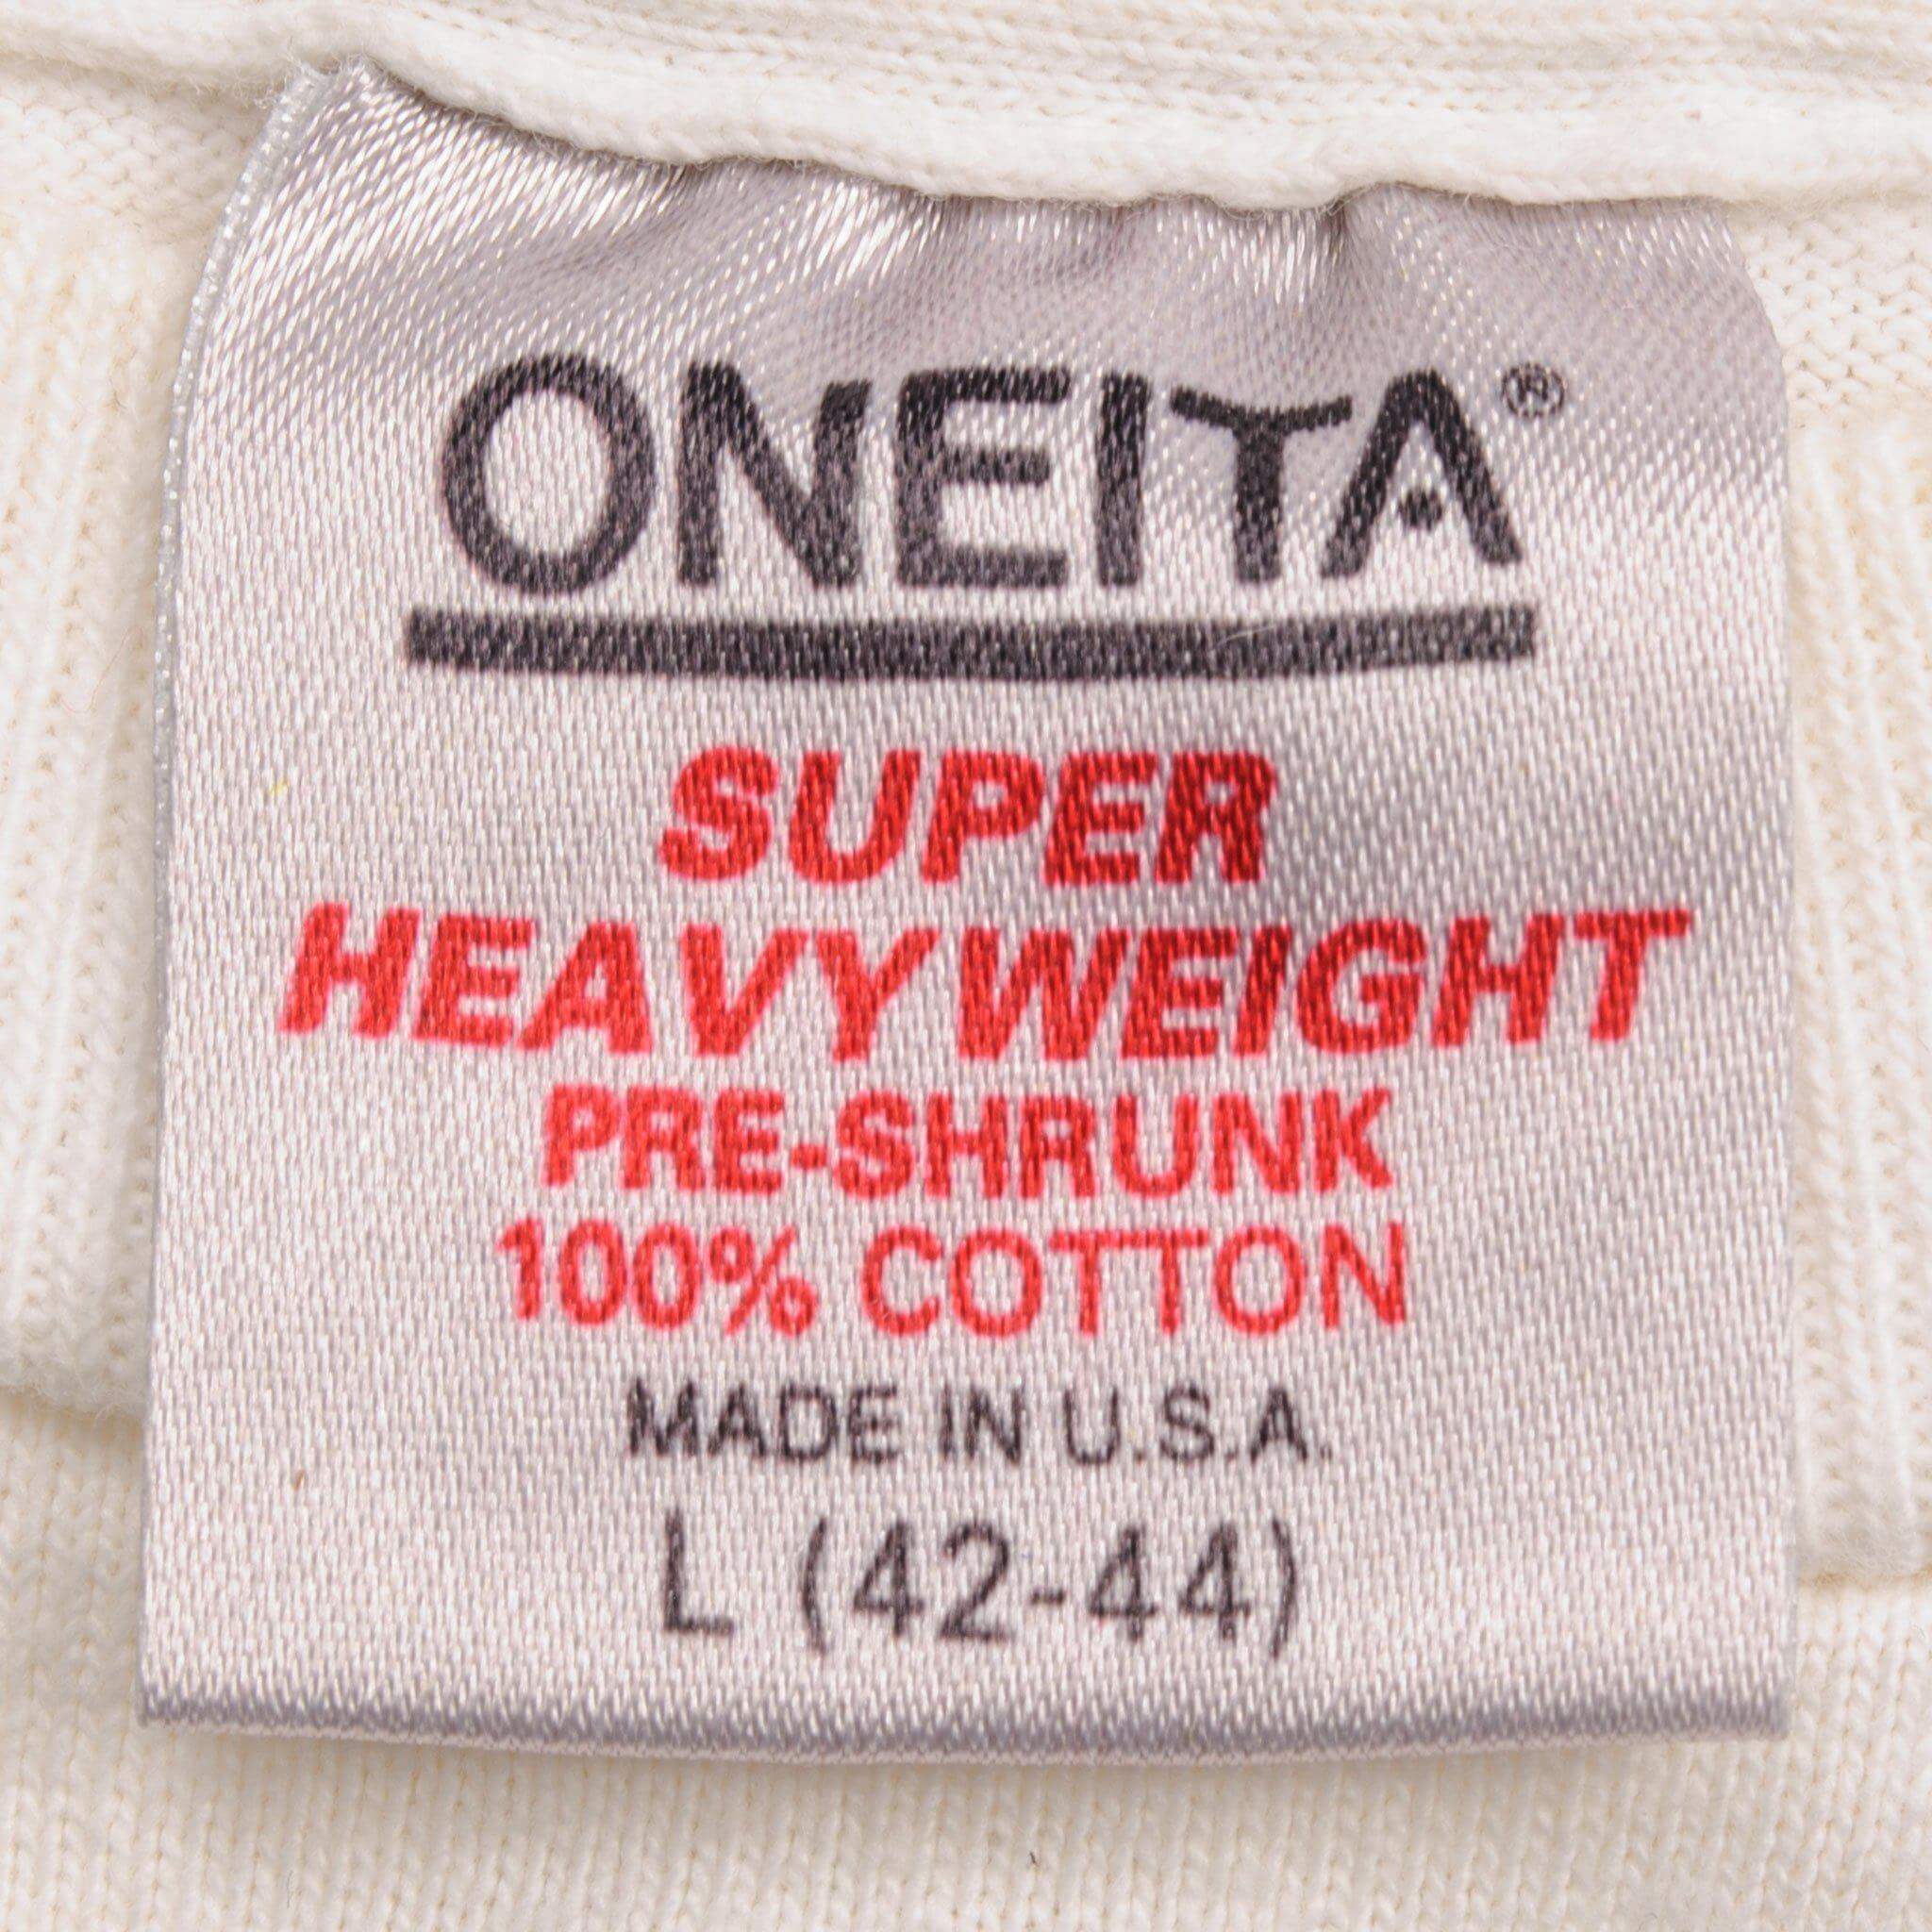 ONEITA®
SUPER
HEAVYWEIGHT
PRE-SHRUNK
100% COTTON
MADE IN U.S.A.
L (42-44)